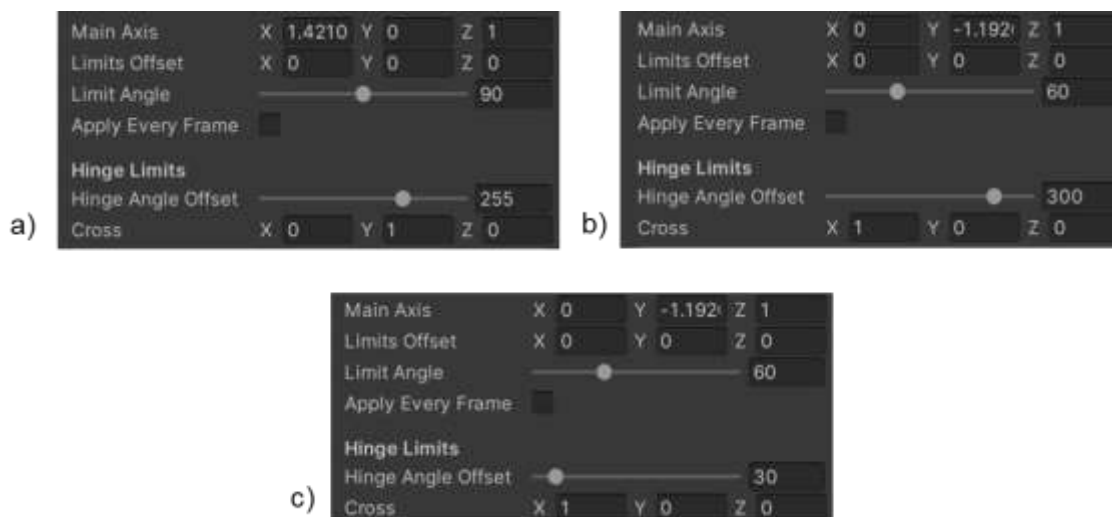 Main Axis X 1.4210 Y 0 Z 1
Limits Offset X 0 Y 0 Z 0
Limit Angle 90
Apply Every Frame
Hinge Limits
Hinge Angle Offset 255
a) Cross X 0 Y 1 Z 0
Main Axis X 0 Y -1.192 Z 1
Limits Offset X 0 Y 0 Z 0
Limit Angle 60
Apply Every Frame
Hinge Limits
Hinge Angle Offset 300
b) Cross X 1 Y 0 Z 0
Main Axis X 0 Y -1.192 Z 1
Limits Offset X 0 Y 0 Z 0
Limit Angle 60
Apply Every Frame
Hinge Limits
Hinge Angle Offset 30
c) Cross X 1 Y 0 Z 0